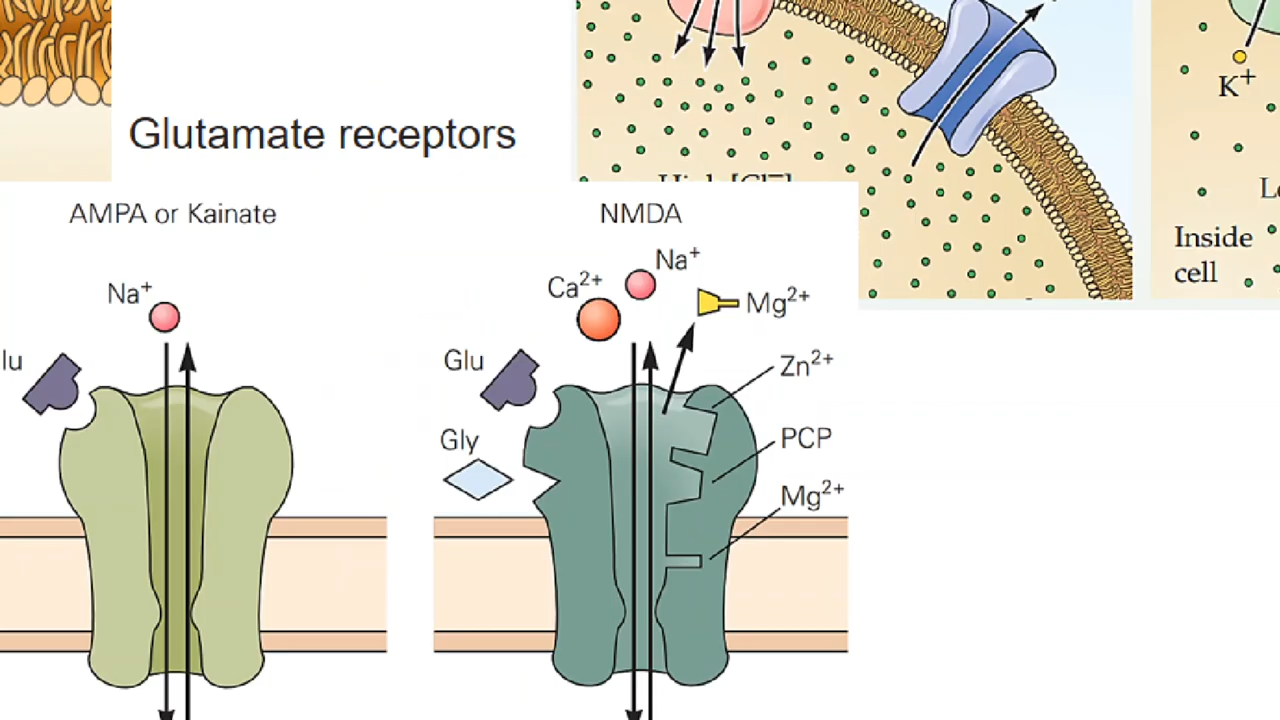 Glutamate receptors
K⁺
Inside
cell
AMPA or Kainate
Na⁺
NMDA
Ca²⁺
Na⁺
Mg²⁺
Glu
Gly
Zn²⁺
PCP
Mg²⁺